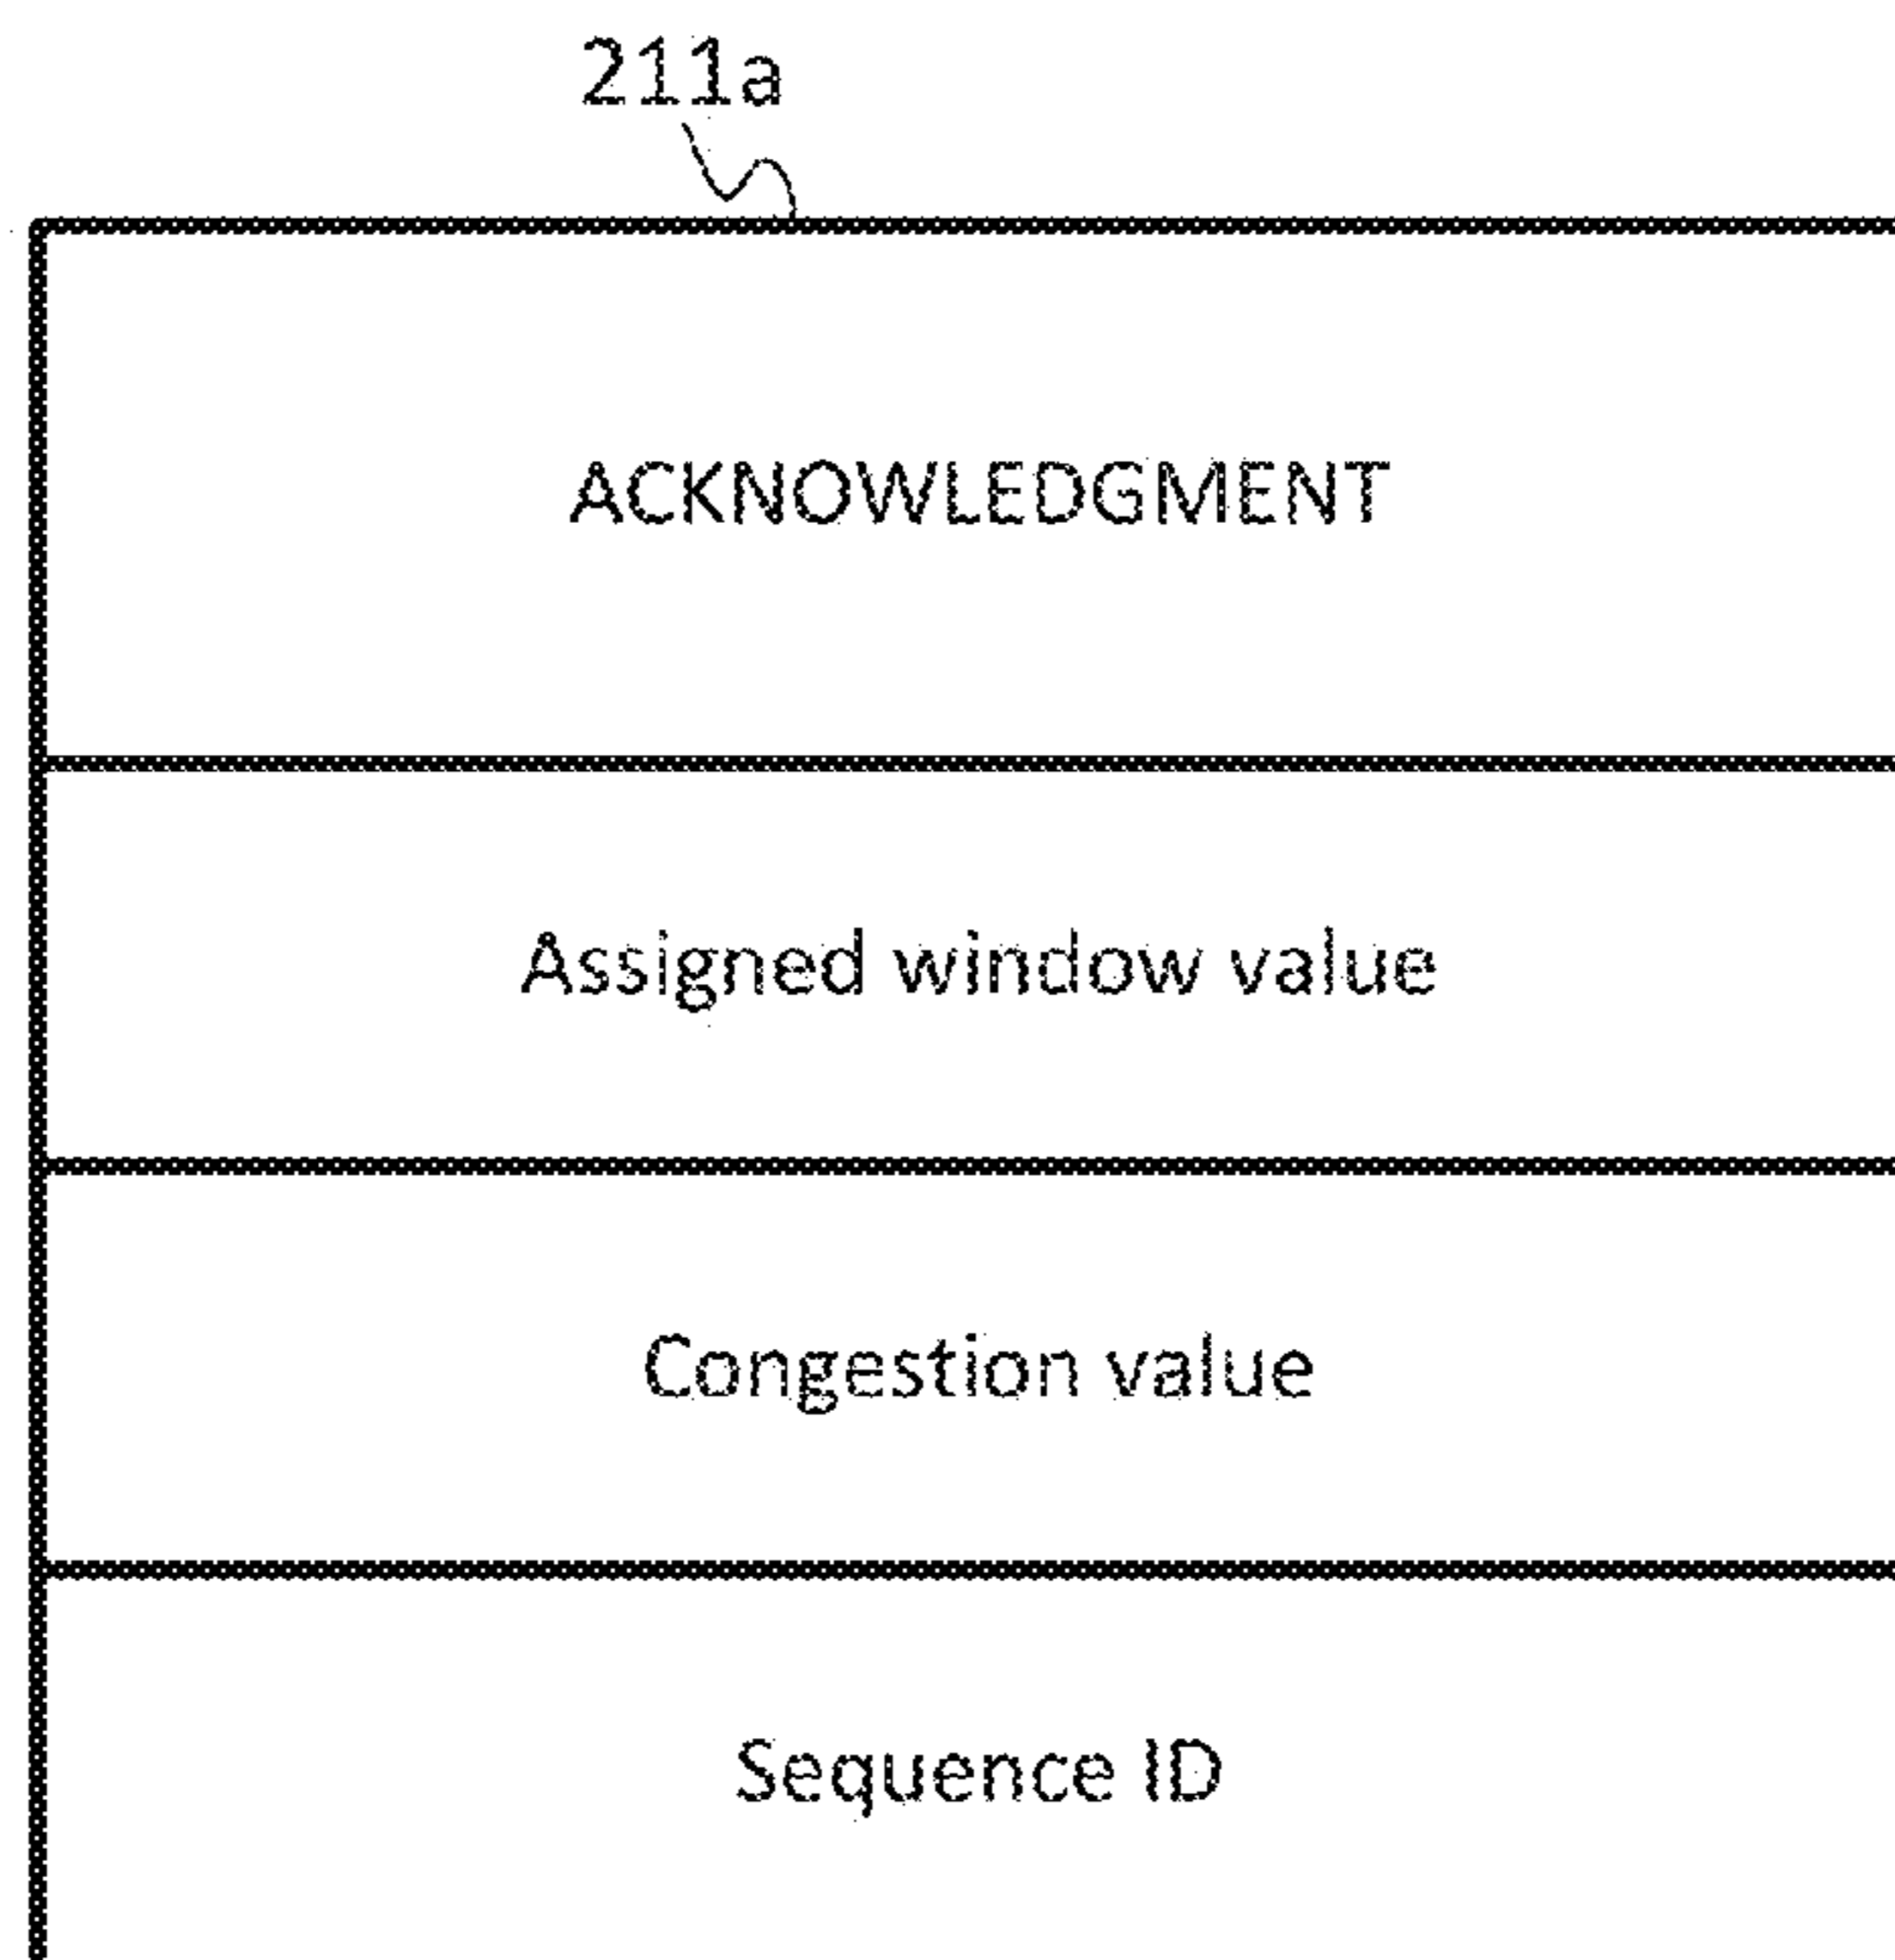 211a
ACKNOWLEDGMENT
Assigned window value
Congestion value
Sequence ID